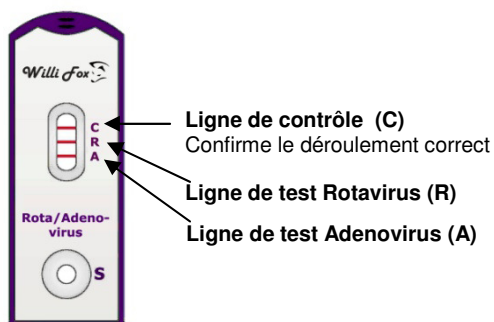 Willi Fox
C
R
A
Rota/Adeno-
virus
S
Ligne de contrôle (C)
Confirme le déroulement correct
Ligne de test Rotavirus (R)
Ligne de test Adenovirus (A)